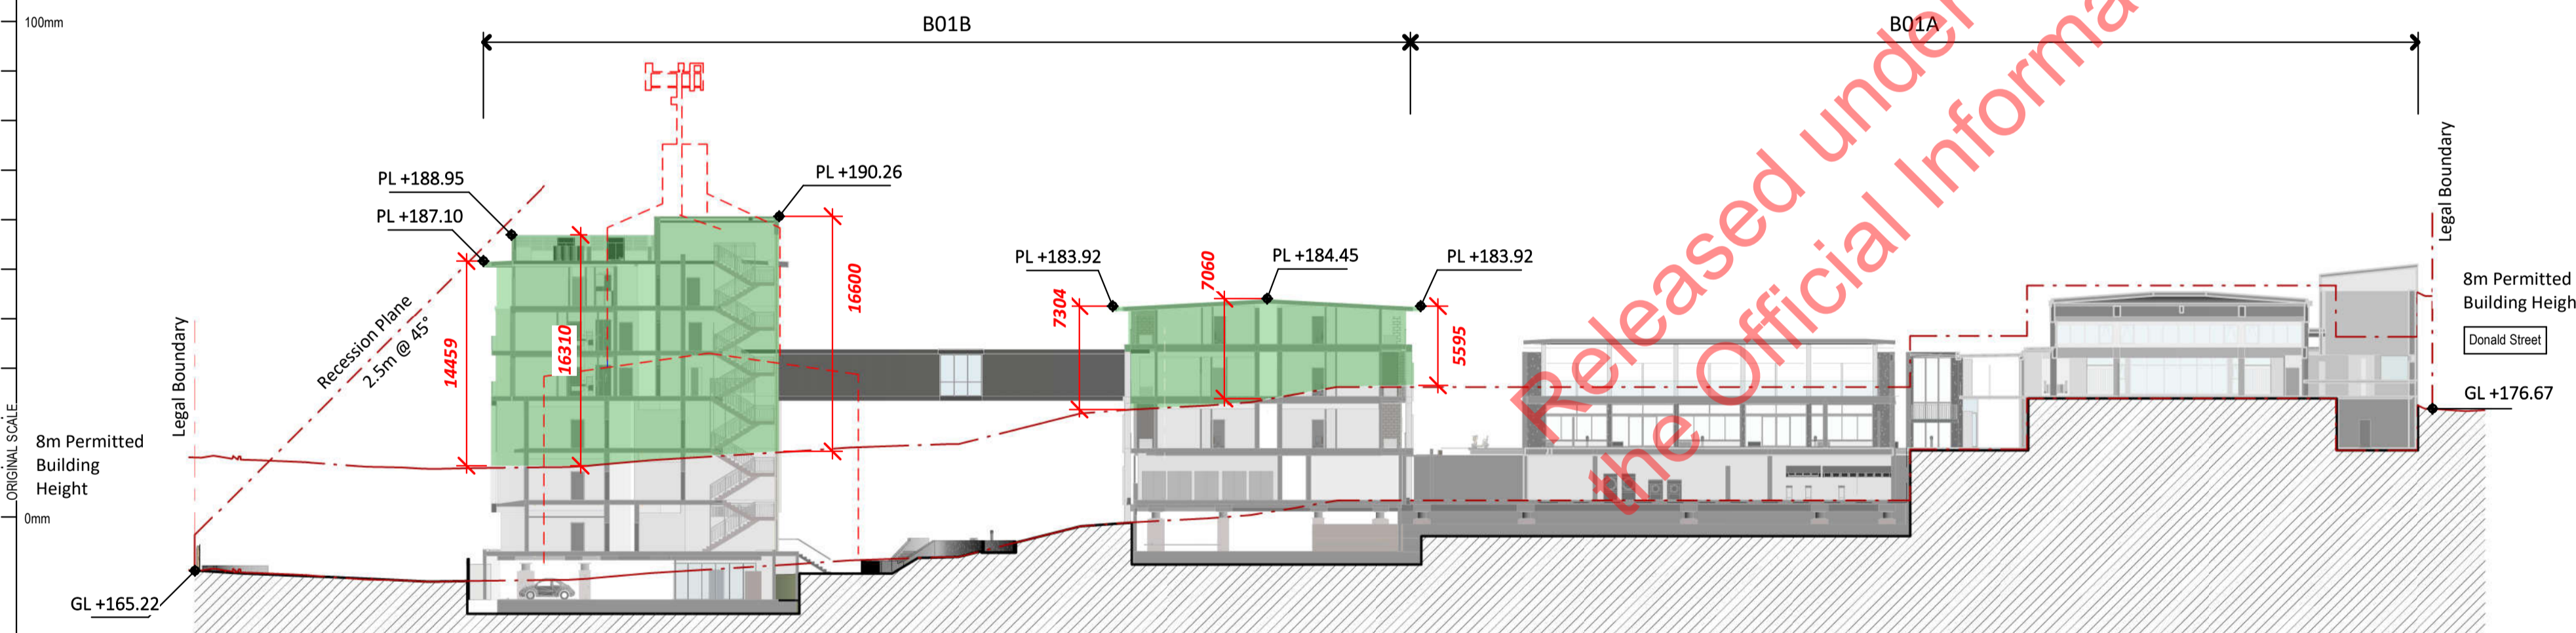 100mm
B01B
B01A
Released under
the Official Informa
PL +190.26
PL +188.95
PL +187.10
PL +183.92
7060
PL +184.45
PL +183.92
Legal Boundary
8m Permitted
Building Heigh
Donald Street
GL +176.67
Recession Plane
2.5m @ 45°
14459
16310
16600
7304
5595
Legal Boundary
8m Permitted
Building
Height
ORIGINAL SCALE
0mm
GL +165.22